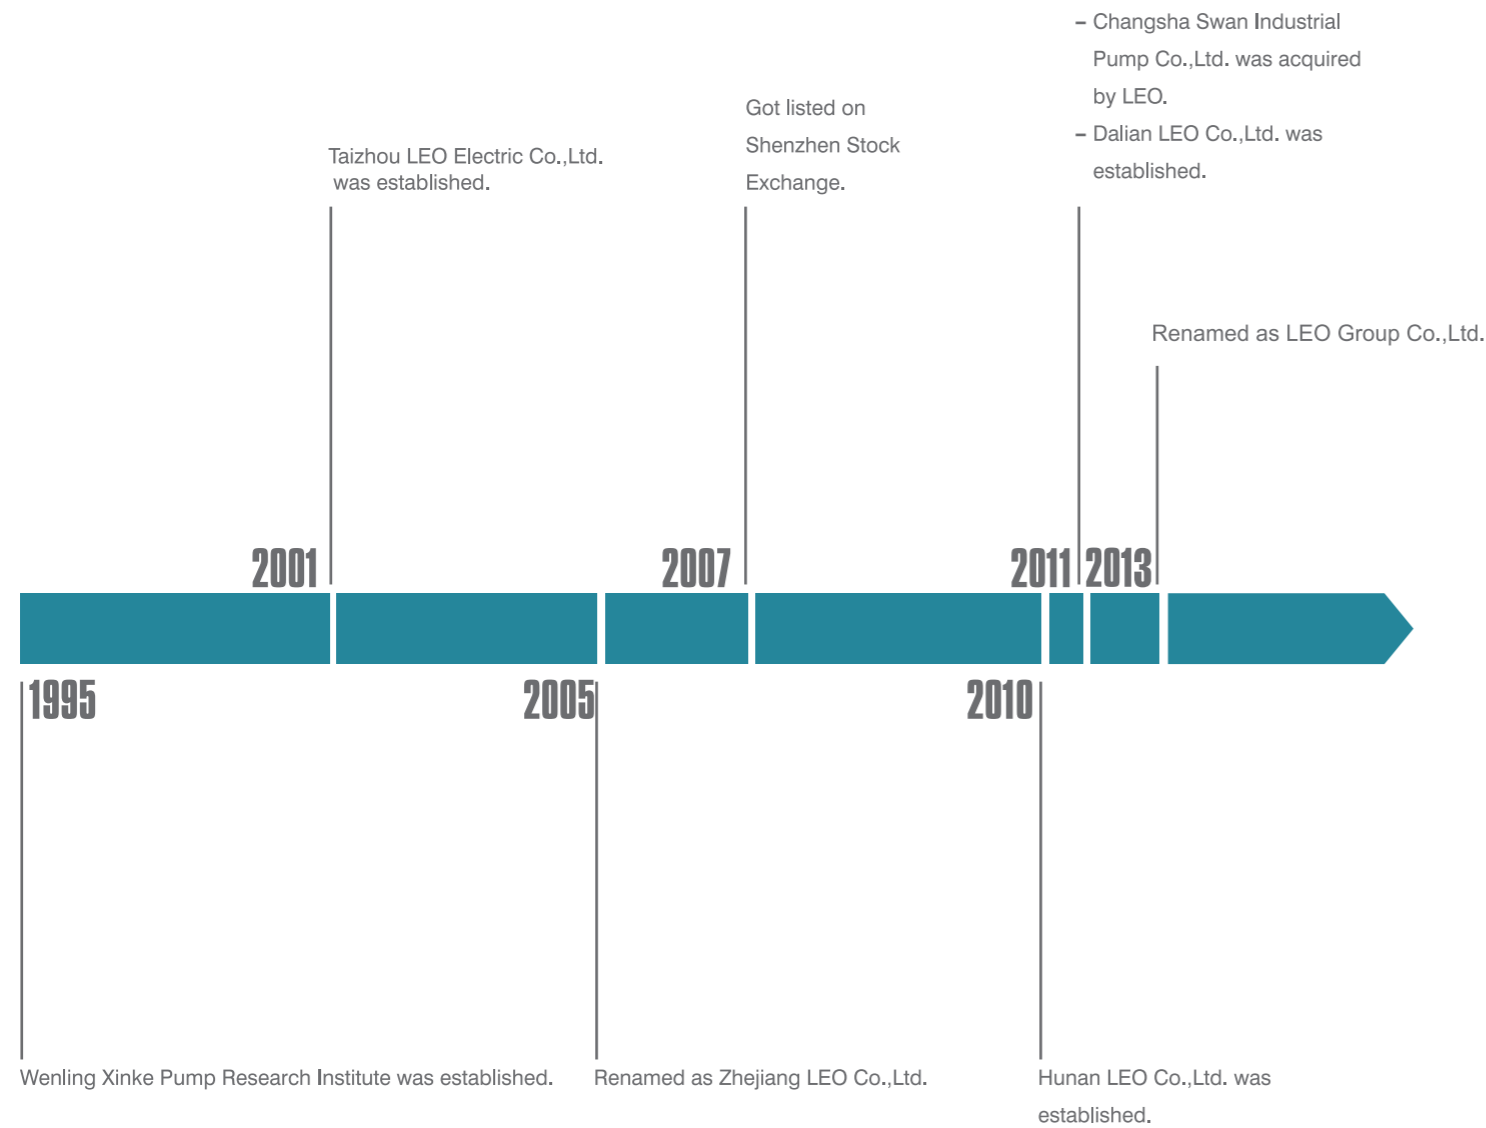 – Changsha Swan Industrial
Pump Co.,Ltd. was acquired
by LEO.
– Dalian LEO Co.,Ltd. was
established.
Got listed on
Shenzhen Stock
Exchange.
Taizhou LEO Electric Co.,Ltd.
was established.
Renamed as LEO Group Co.,Ltd.
2001
2007
2011
2013
1995
2005
2010
Wenling Xinke Pump Research Institute was established.
Renamed as Zhejiang LEO Co.,Ltd.
Hunan LEO Co.,Ltd. was
established.